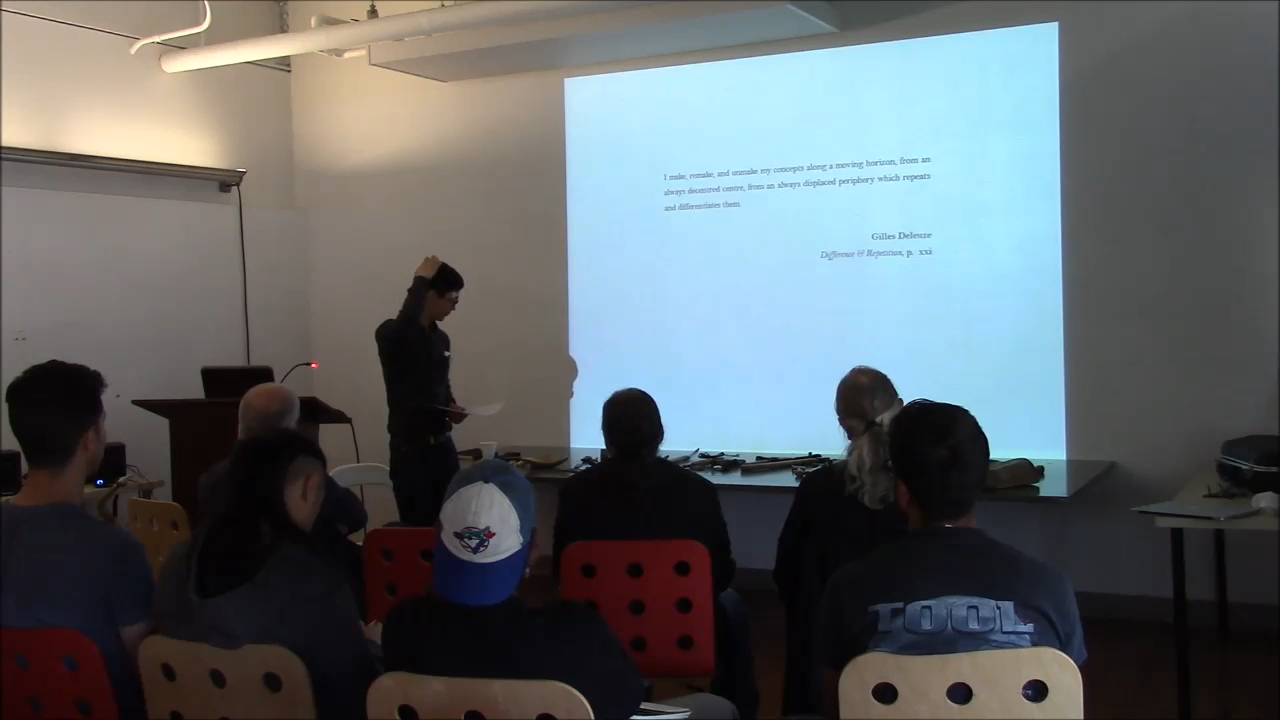 I make, remake, and unmake my concepts along a moving horizon, from an
always decentred centre, from an always displaced periphery which repeats
and differentiates them.
Gilles Deleuze
Difference & Repetition, p. xxi
TOOL